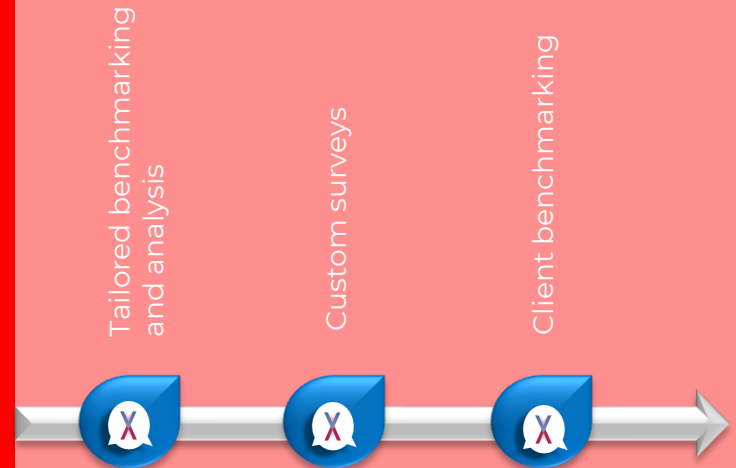 Tailored benchmarking
and analysis
Custom surveys
Client benchmarking
X
X
X